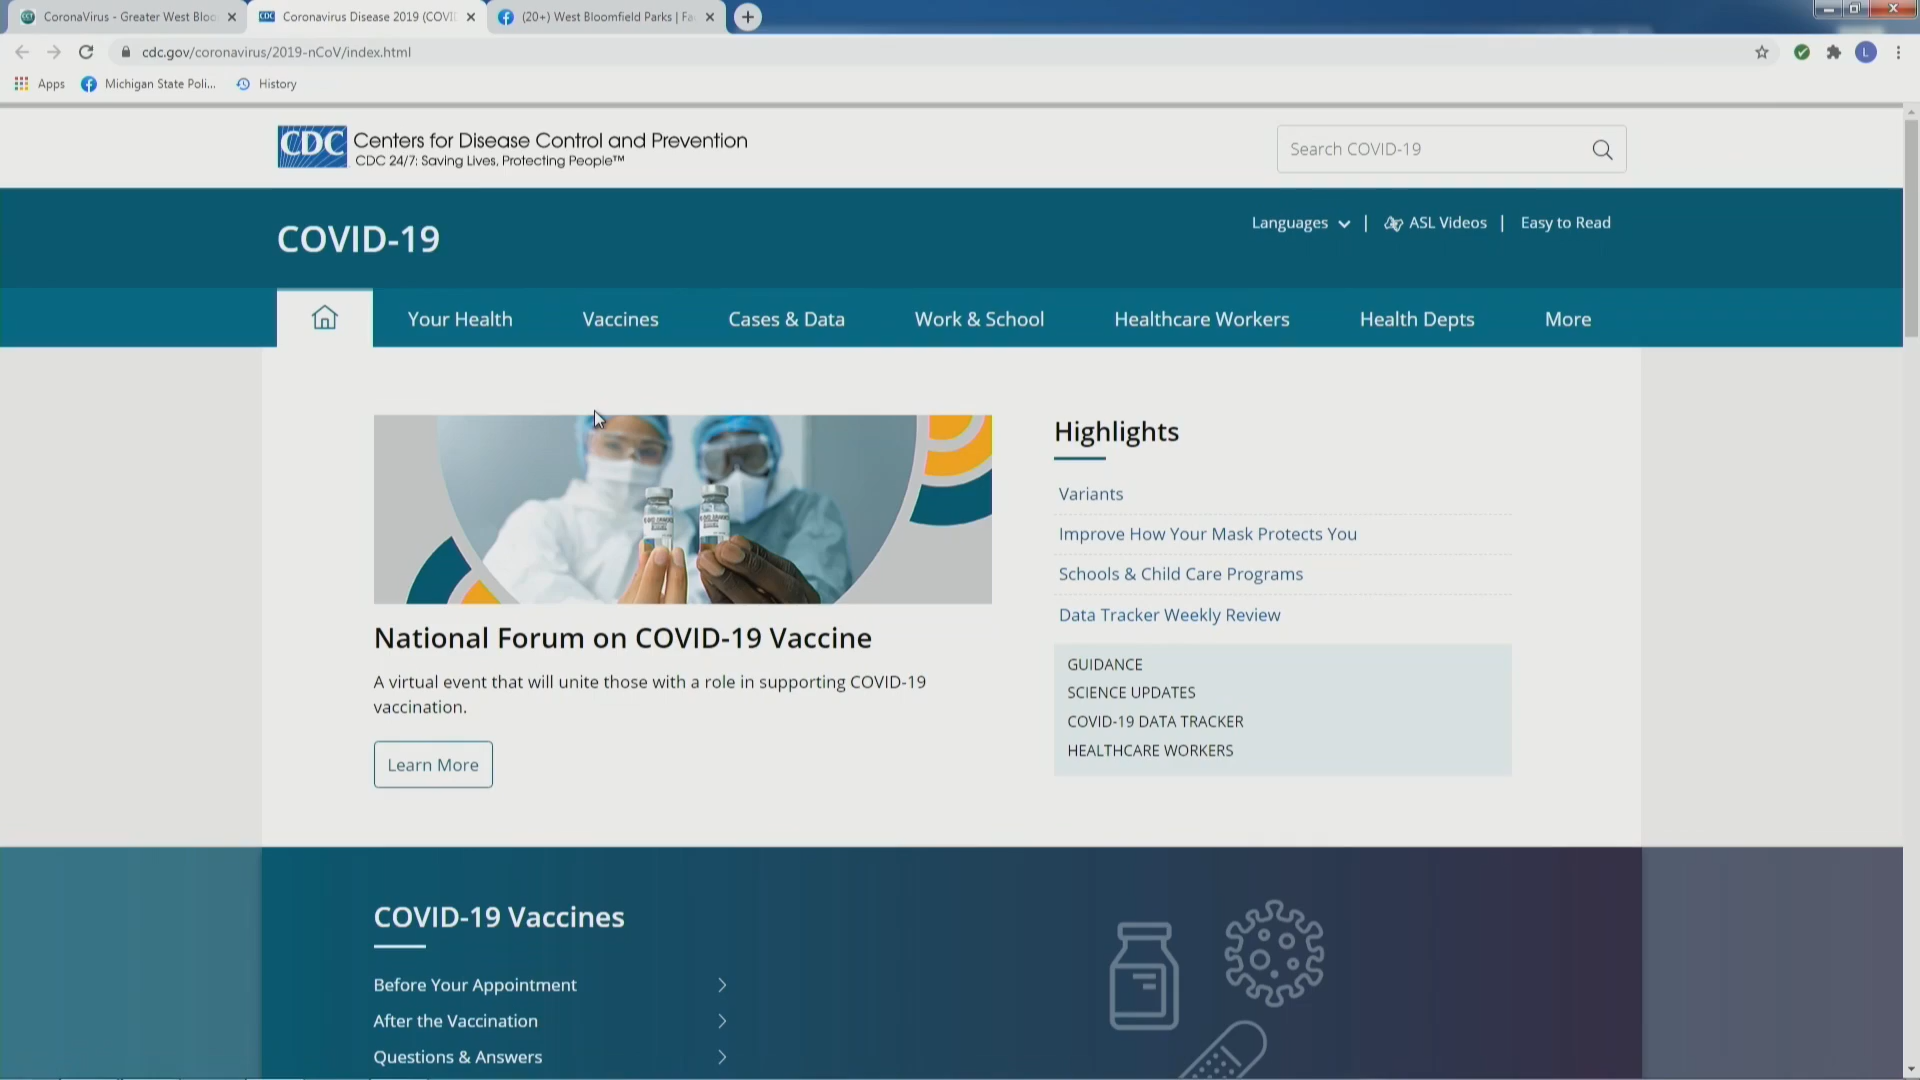 CoronaVirus - Greater West Bloo
Coronavirus Disease 2019 (COVI
(20+) West Bloomfield Parks | Fa
cdc.gov/coronavirus/2019-nCoV/index.html
L
Apps
Michigan State Poli...
History
CDC
Centers for Disease Control and Prevention
CDC 24/7: Saving Lives, Protecting People™
Search COVID-19
COVID-19
Languages | ASL Videos | Easy to Read
Your Health
Vaccines
Cases & Data
Work & School
Healthcare Workers
Health Depts
More
National Forum on COVID-19 Vaccine
A virtual event that will unite those with a role in supporting COVID-19
vaccination.
Learn More
Highlights
Variants
Improve How Your Mask Protects You
Schools & Child Care Programs
Data Tracker Weekly Review
GUIDANCE
SCIENCE UPDATES
COVID-19 DATA TRACKER
HEALTHCARE WORKERS
COVID-19 Vaccines
Before Your Appointment
After the Vaccination
Questions & Answers